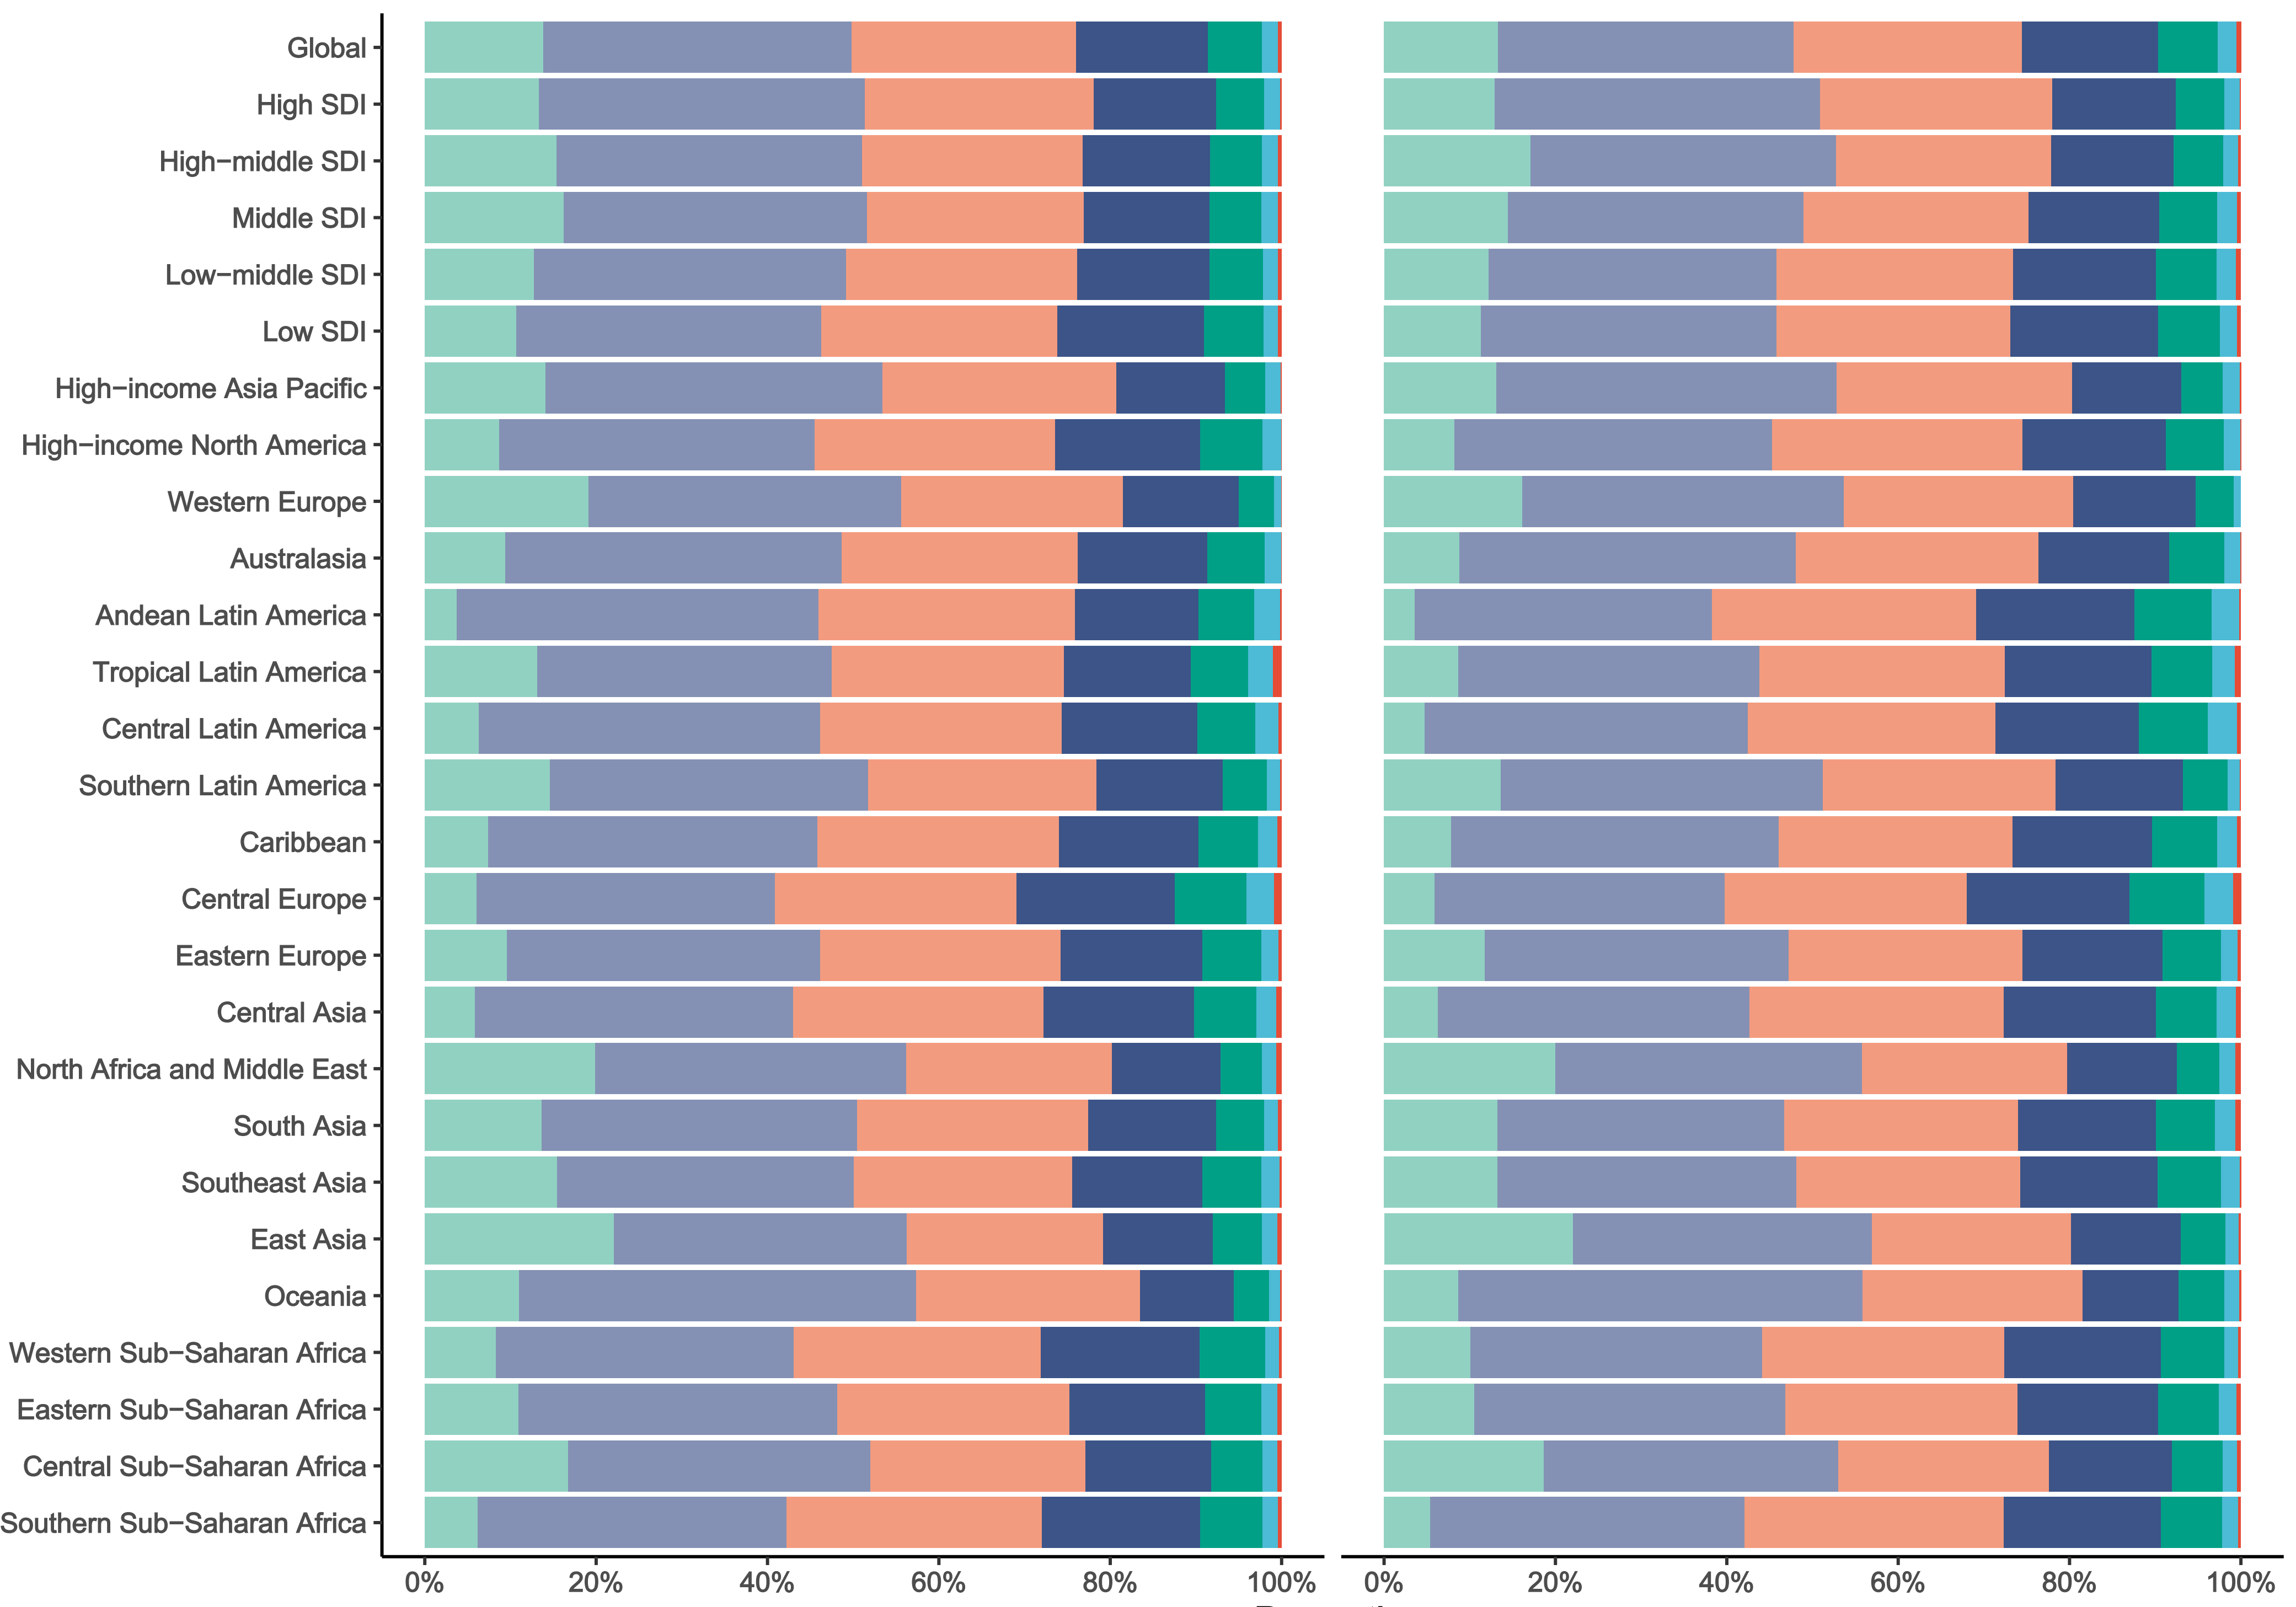 Global
High SDI
High−middle SDI
Middle SDI
Low−middle SDI
Low SDI
High−income Asia Pacific
High−income North America
Western Europe
Australasia
Andean Latin America
Tropical Latin America
Central Latin America
Southern Latin America
Caribbean
Central Europe
Eastern Europe
Central Asia
North Africa and Middle East
South Asia
Southeast Asia
East Asia
Oceania
Western Sub−Saharan Africa
Eastern Sub−Saharan Africa
Central Sub−Saharan Africa
Southern Sub−Saharan Africa
0% 20% 40% 60% 80% 100% 0% 20% 40% 60% 80% 100%